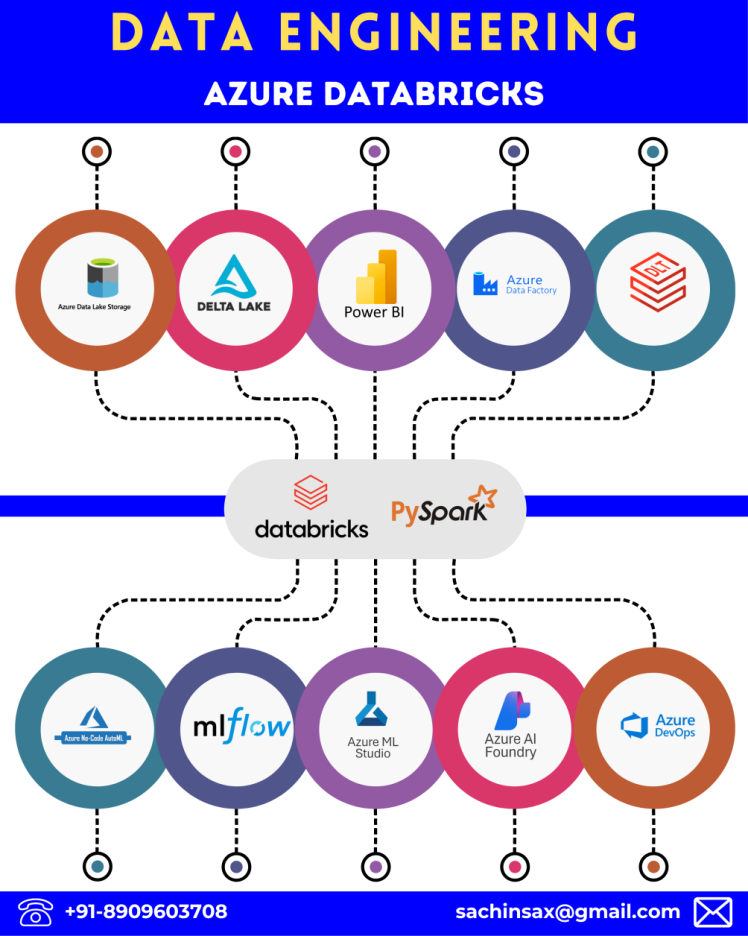 DATA ENGINEERING
AZURE DATABRICKS
Azure Data Lake Storage
DELTA LAKE
Power BI
Azure
Data Factory
DLT
databricks
PySpark
Azure No-Code AutoML
mlflow
Azure ML
Studio
Azure AI
Foundry
Azure
DevOps
+91-8909603708
sachinsax@gmail.com